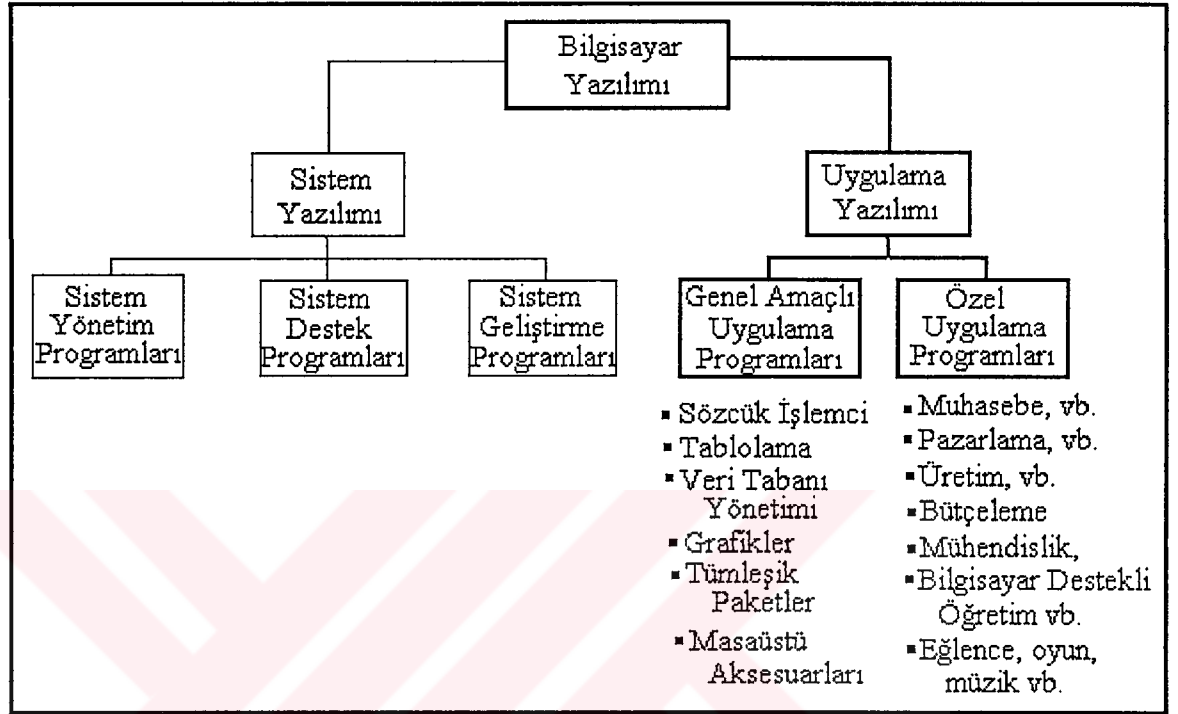 Bilgisayar
Yazılımı
Sistem
Yazılımı
Uygulama
Yazılımı
Sistem
Yönetim
Programları
Sistem
Destek
Programları
Sistem
Geliştirme
Programları
Genel Amaçlı
Uygulama
Programları
Özel
Uygulama
Programları
▪ Sözcük İşlemci
▪ Tablolama
▪ Veri Tabanı
Yönetimi
▪ Grafikler
▪ Tümleşik
Paketler
▪ Masaüstü
Aksesuarları
▪ Muhasebe, vb.
▪ Pazarlama, vb.
▪ Üretim, vb.
▪ Bütçeleme
▪ Mühendislik,
▪ Bilgisayar Destekli
Öğretim vb.
▪ Eğlence, oyun,
müzik vb.